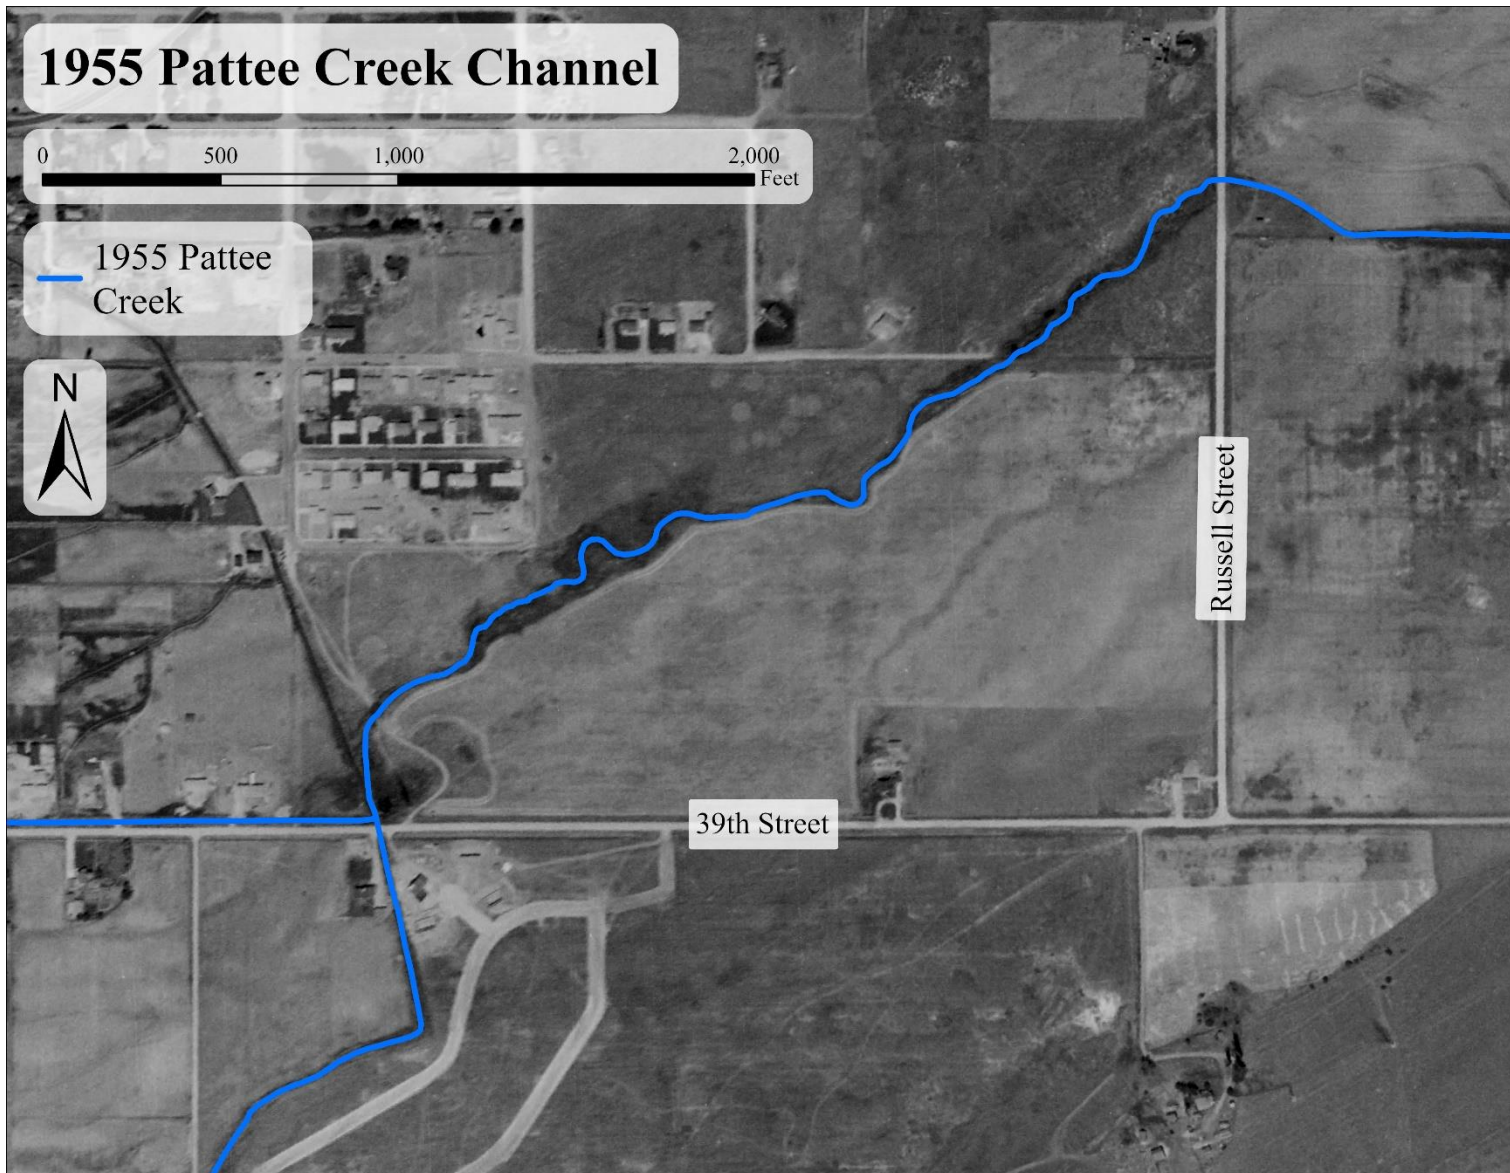 1955 Pattee Creek Channel
0 500 1,000 2,000
Feet
1955 Pattee
Creek
N
Russell Street
39th Street